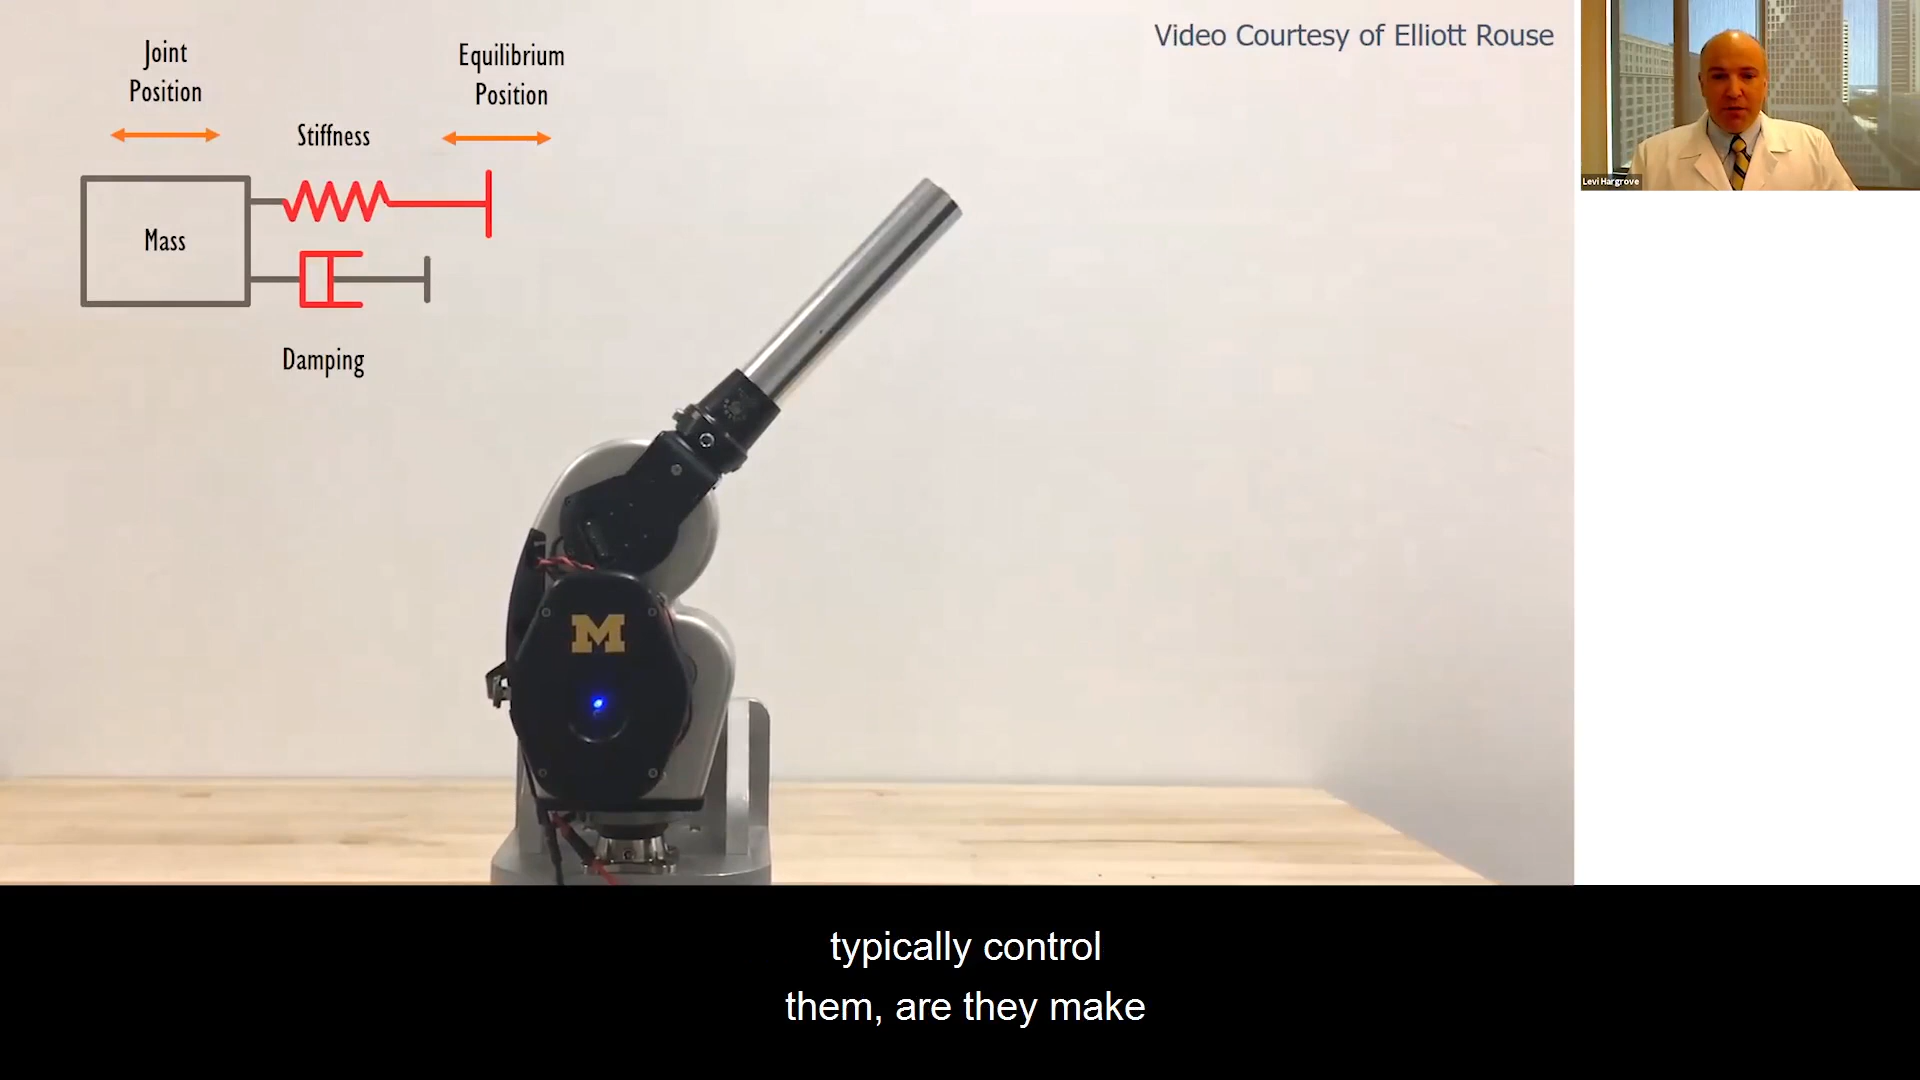 Joint
Position
Equilibrium
Position
Stiffness
Mass
Damping
Video Courtesy of Elliott Rouse
Levi Hargrove
M
typically control
them, are they make